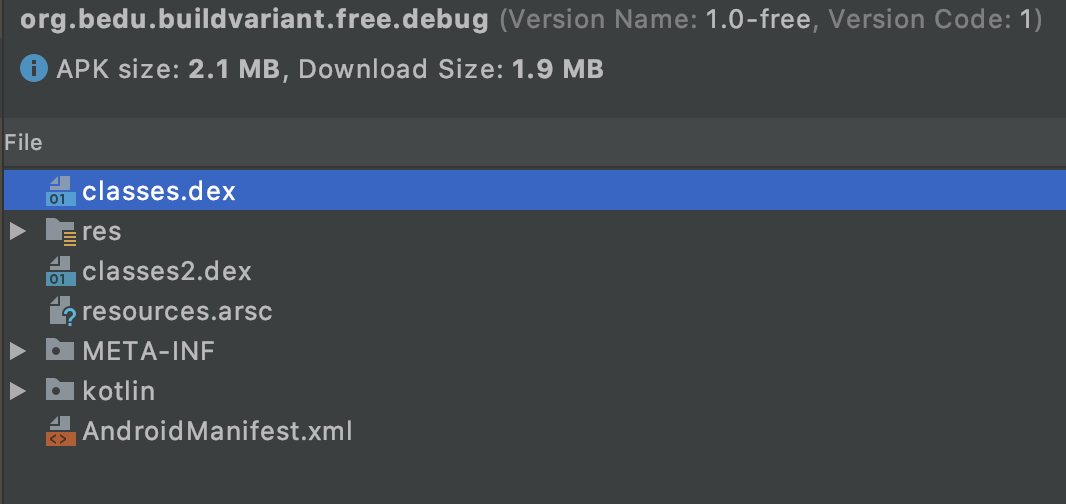 org.bedu.buildvariant.free.debug (Version Name: 1.0-free, Version Code: 1)
APK size: 2.1 MB, Download Size: 1.9 MB
File
classes.dex
res
classes2.dex
resources.arsc
META-INF
kotlin
AndroidManifest.xml